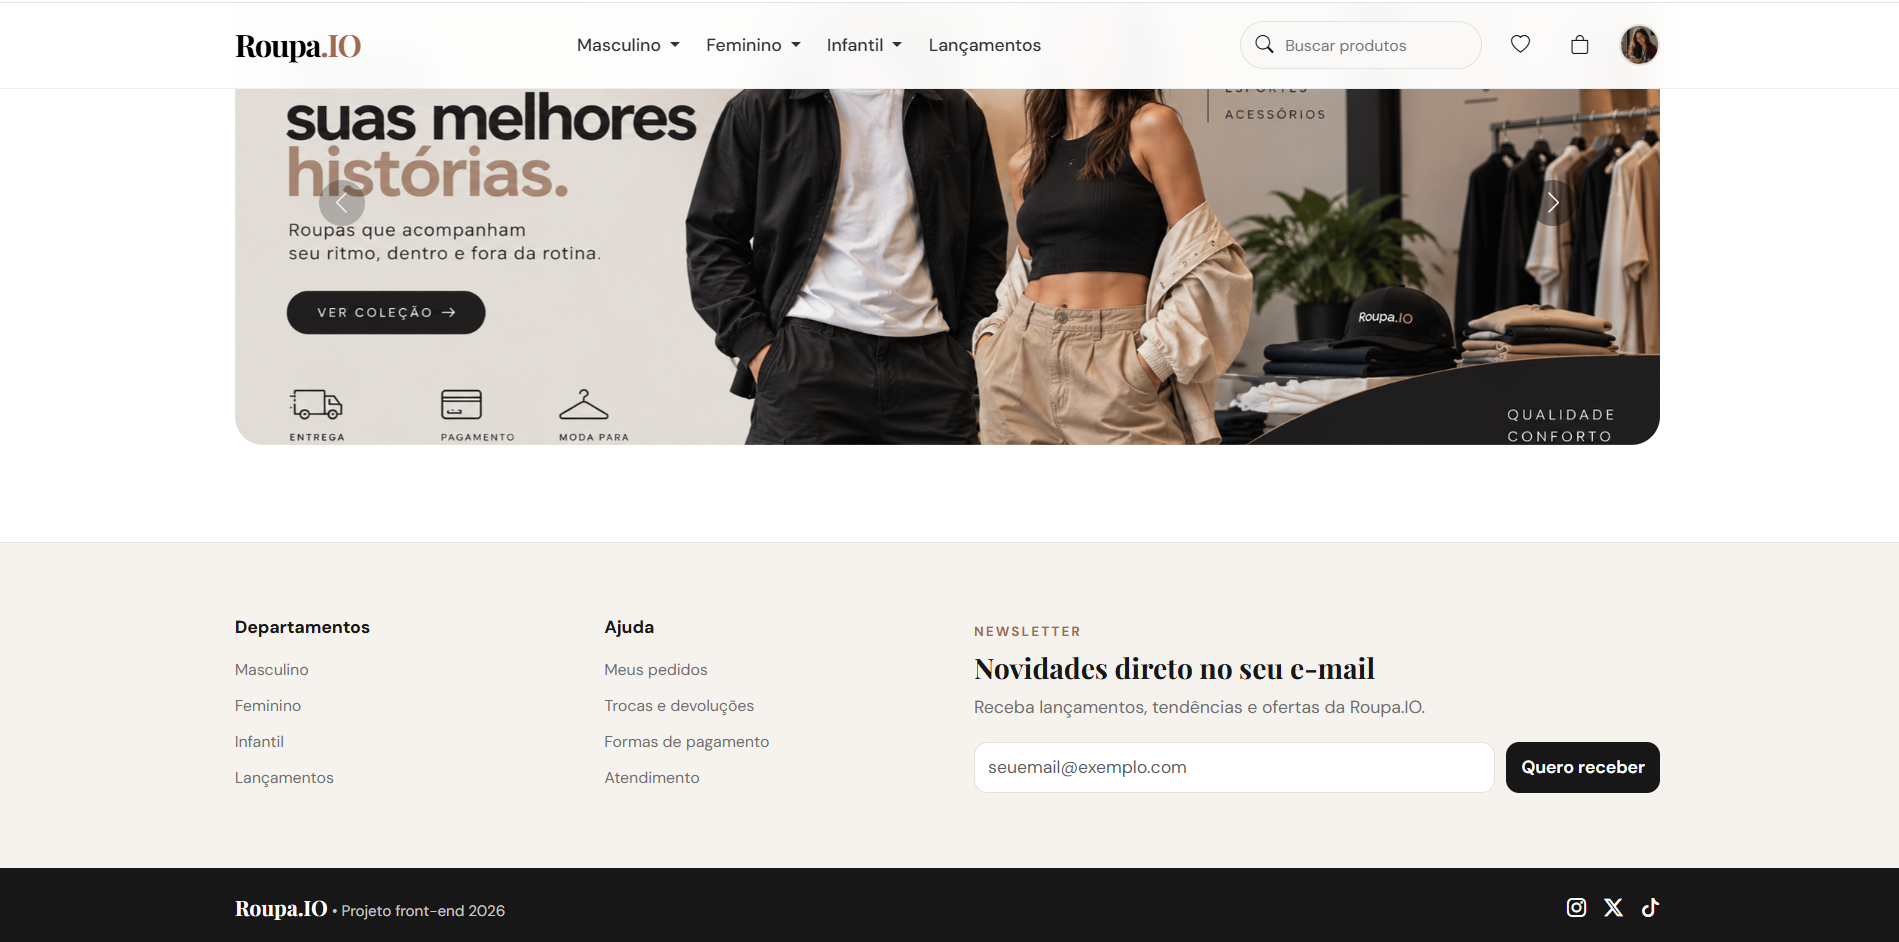 Roupa.IO
Masculino
Feminino
Infantil
Lançamentos
Buscar produtos
suas melhores
histórias.
Roupas que acompanham
seu ritmo, dentro e fora da rotina.
VER COLEÇÃO →
ENTREGA
PAGAMENTO
MODA PARA
ESPORTES
ACESSÓRIOS
Roupa.IO
QUALIDADE
CONFORTO
Departamentos
Masculino
Feminino
Infantil
Lançamentos
Ajuda
Meus pedidos
Trocas e devoluções
Formas de pagamento
Atendimento
NEWSLETTER
Novidades direto no seu e-mail
Receba lançamentos, tendências e ofertas da Roupa.IO.
seuemail@exemplo.com
Quero receber
Roupa.IO • Projeto front-end 2026